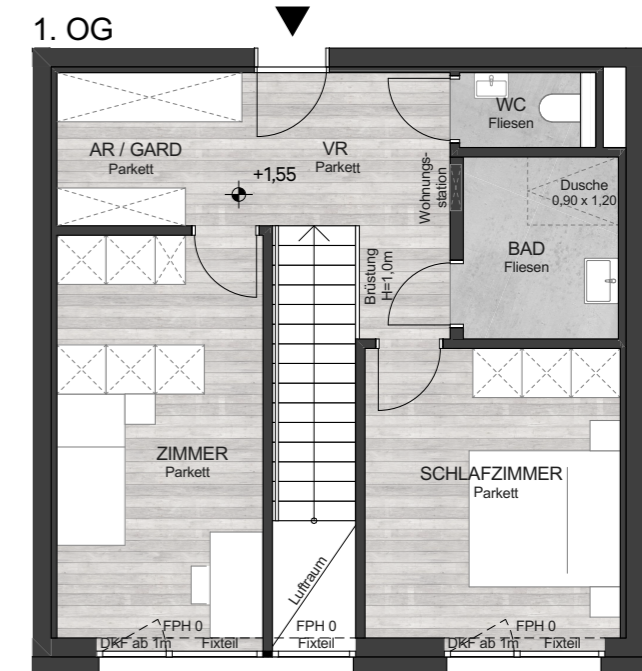 1. OG
WC
Fliesen
AR / GARD
Parkett
VR
Parkett
+1,55
Wohnungs-
station
Dusche
0,90 x 1,20
BAD
Fliesen
Brüstung
H=1,0m
ZIMMER
Parkett
SCHLAFZIMMER
Parkett
Luftraum
FPH 0
DKF ab 1m
Fixteil
FPH 0
Fixteil
FPH 0
DKF ab 1m
Fixteil